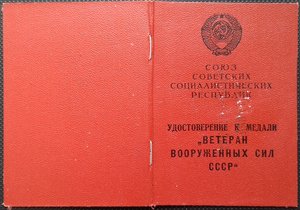 СОЮЗ
СОВЕТСКИХ
СОЦИАЛИСТИЧЕСКИХ
РЕСПУБЛИК
УДОСТОВЕРЕНИЕ К МЕДАЛИ
„ВЕТЕРАН
ВООРУЖЕННЫХ СИЛ
СССР“